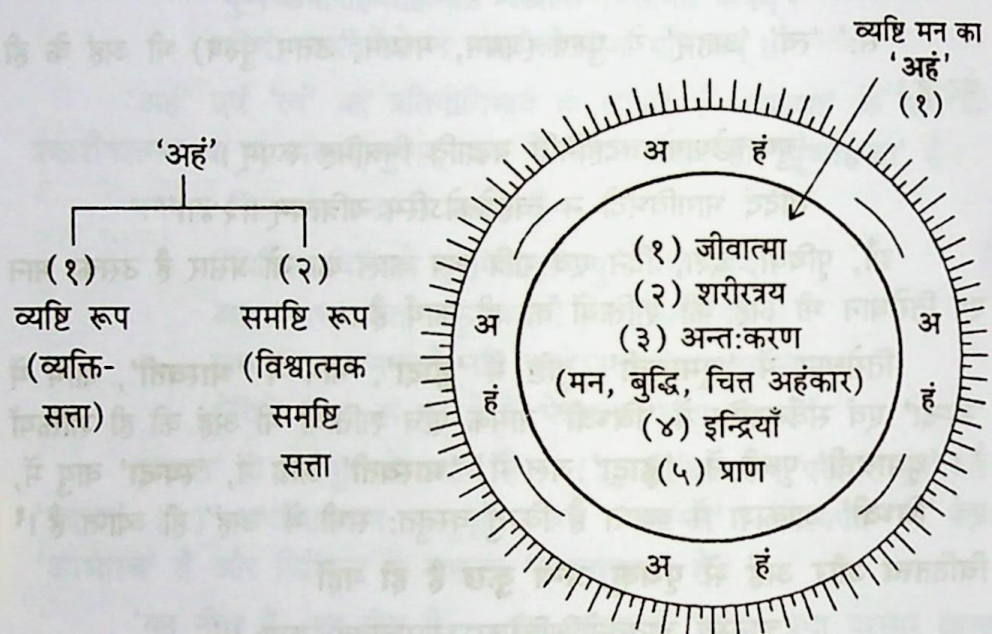 'अहं'
(१)
व्यष्टि रूप
(व्यक्ति-
सत्ता)
(२)
समष्टि रूप
(विश्वात्मक
समष्टि
सत्ता
व्यष्टि मन का
'अहं'
(१)
अ हं
अ
हं
(१) जीवात्मा
(२) शरीरत्रय
(३) अन्तःकरण
(मन, बुद्धि, चित्त अहंकार)
(४) इन्द्रियाँ
(५) प्राण
अ
हं
अ हं